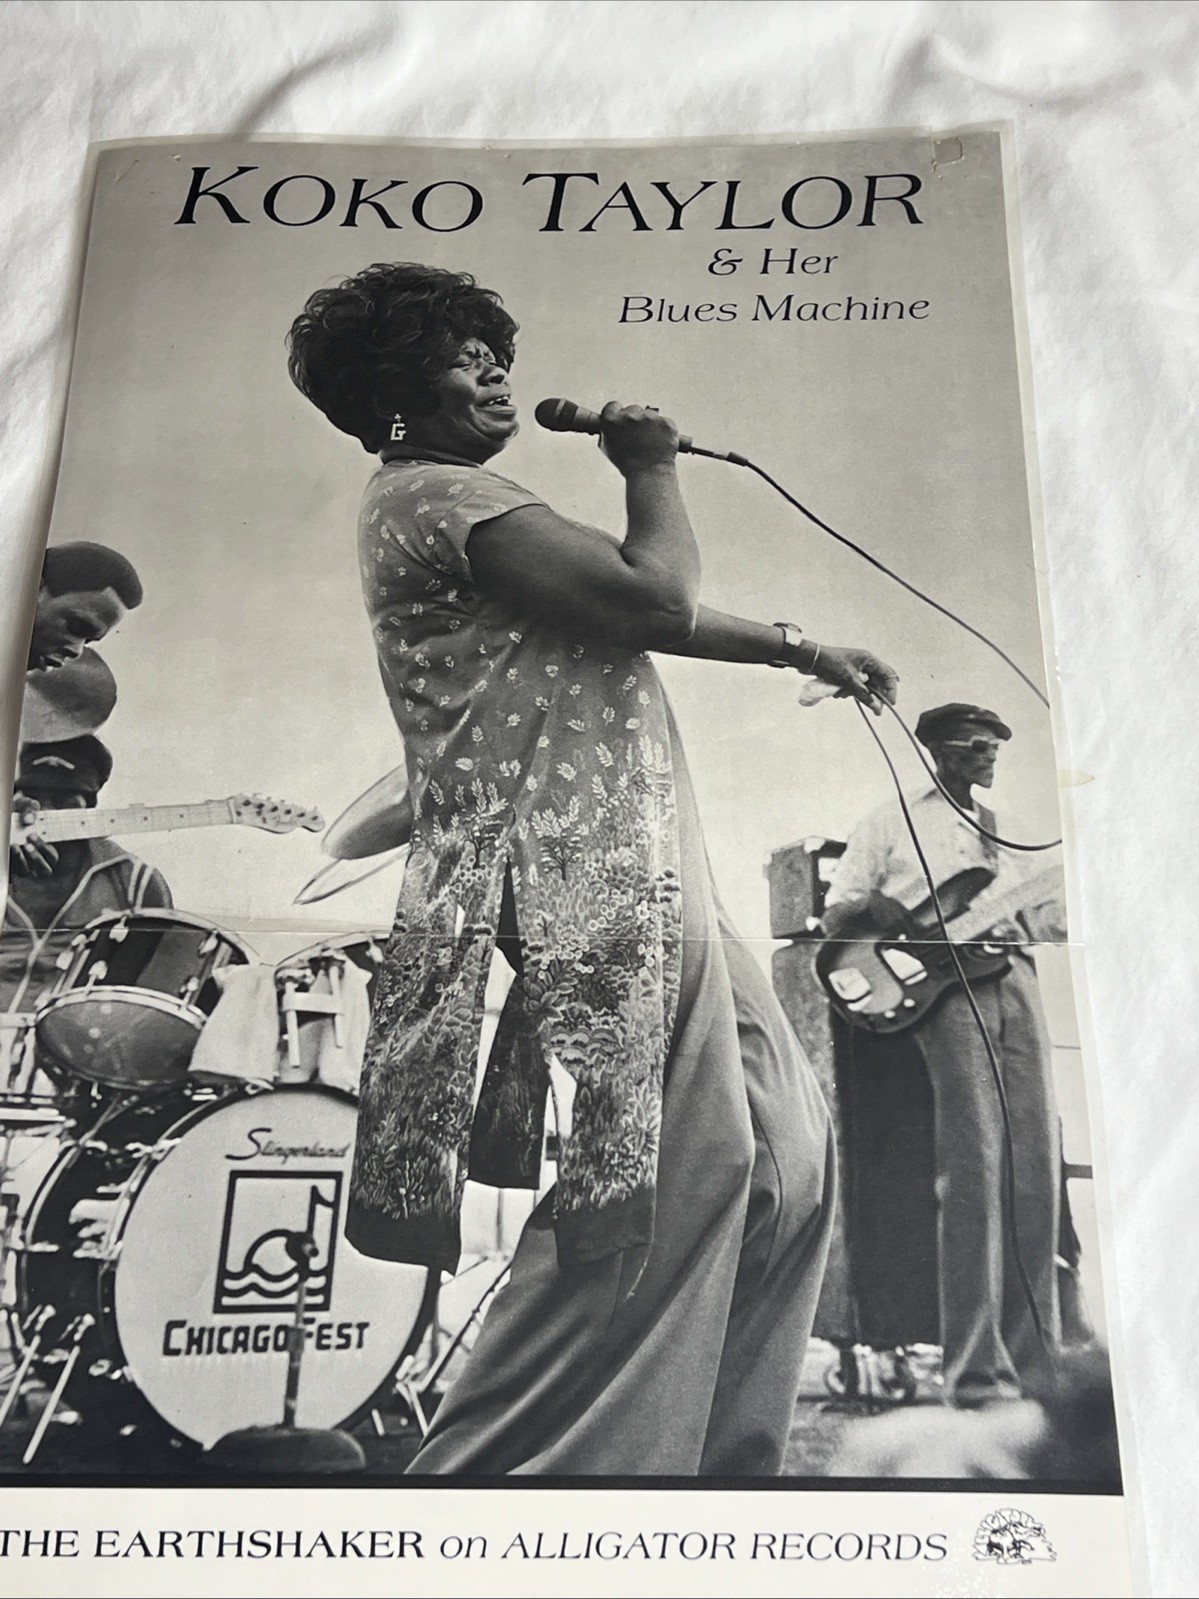 KOKO TAYLOR
& Her
Blues Machine
G
Slingerland
CHICAGOFEST
THE EARTHSHAKER on ALLIGATOR RECORDS